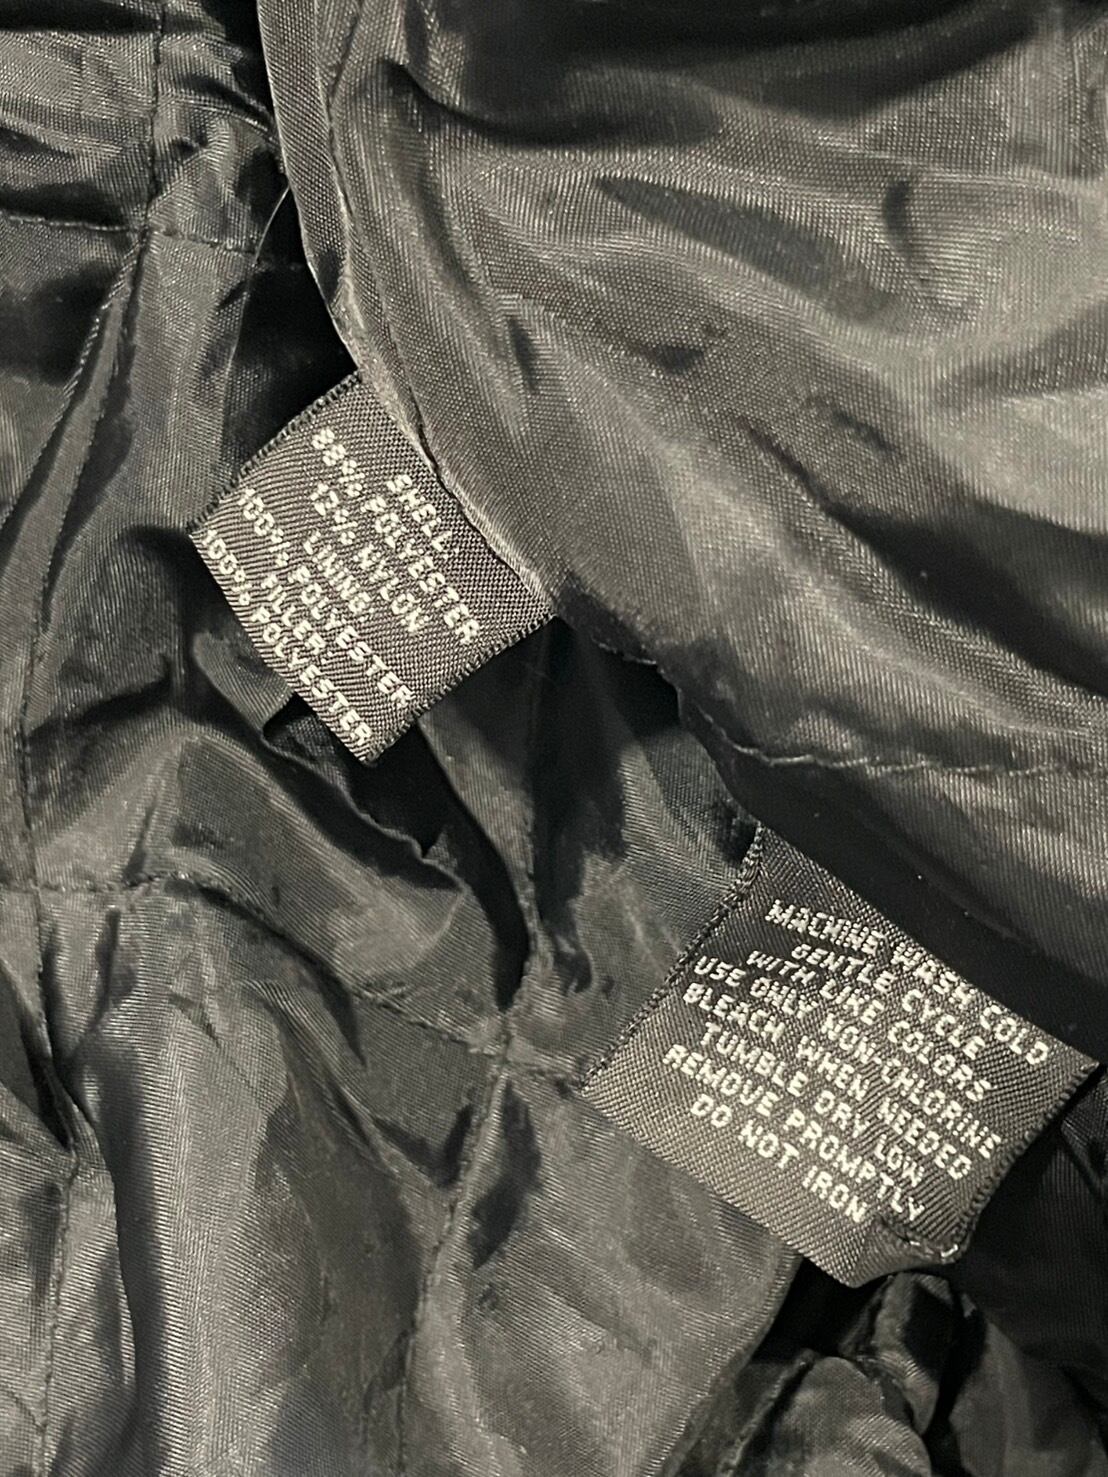 SHELL:
88% POLYESTER
12% NYLON
LINING:
100% POLYESTER
FILLER:
100% POLYESTER
MACHINE WASH COLD
GENTLE CYCLE
WITH LIKE COLORS
USE ONLY NON-CHLORINE
BLEACH WHEN NEEDED
TUMBLE DRY LOW
REMOVE PROMPTLY
DO NOT IRON